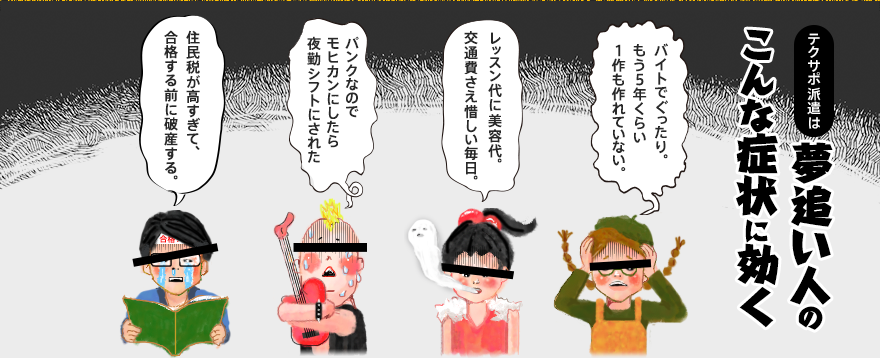 テクサポ派遣は
夢追い人の
こんな症状に効く
バイトでぐったり。
もう5年くらい
1作も作れていない。
レッスン代に美容代。
交通費さえ惜しい毎日。
パンクなので
モヒカンにしたら
夜勤シフトにされた
住民税が高すぎて、
合格する前に破産する。
合格